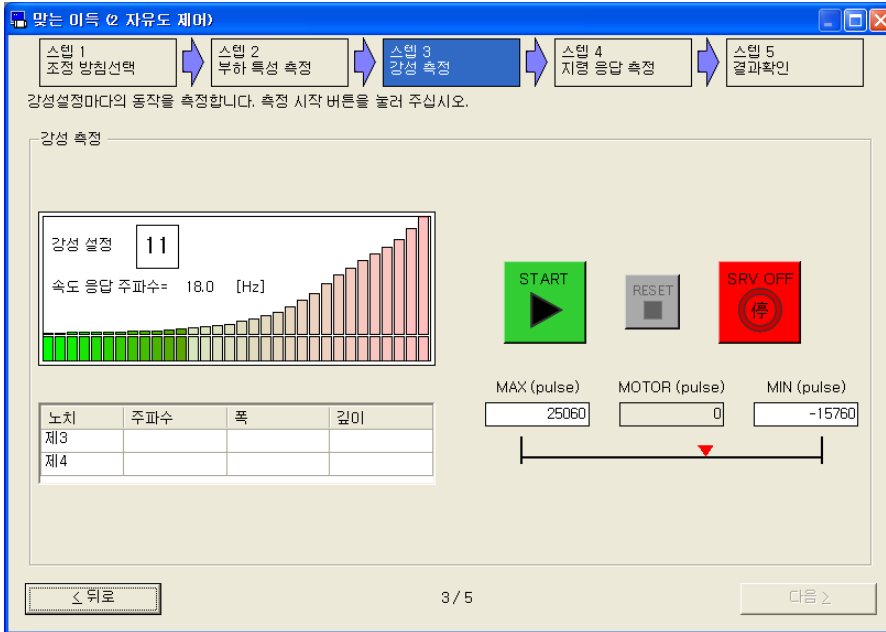 맞는 이득 (2 자유도 제어)
스텝 1
조정 방침선택
스텝 2
부하 특성 측정
스텝 3
강성 측정
스텝 4
지령 응답 측정
스텝 5
결과확인
강성설정마다의 동작을 측정합니다. 측정 시작 버튼을 눌러 주십시오.
강성 측정
강성 설정 11
속도 응답 주파수= 18.0 [Hz]
START
RESET
SRV OFF
停
MAX (pulse) MOTOR (pulse) MIN (pulse)
25060 0 -15760
노치 주파수 폭 깊이
제3
제4
< 뒤로
3 / 5
다음 >